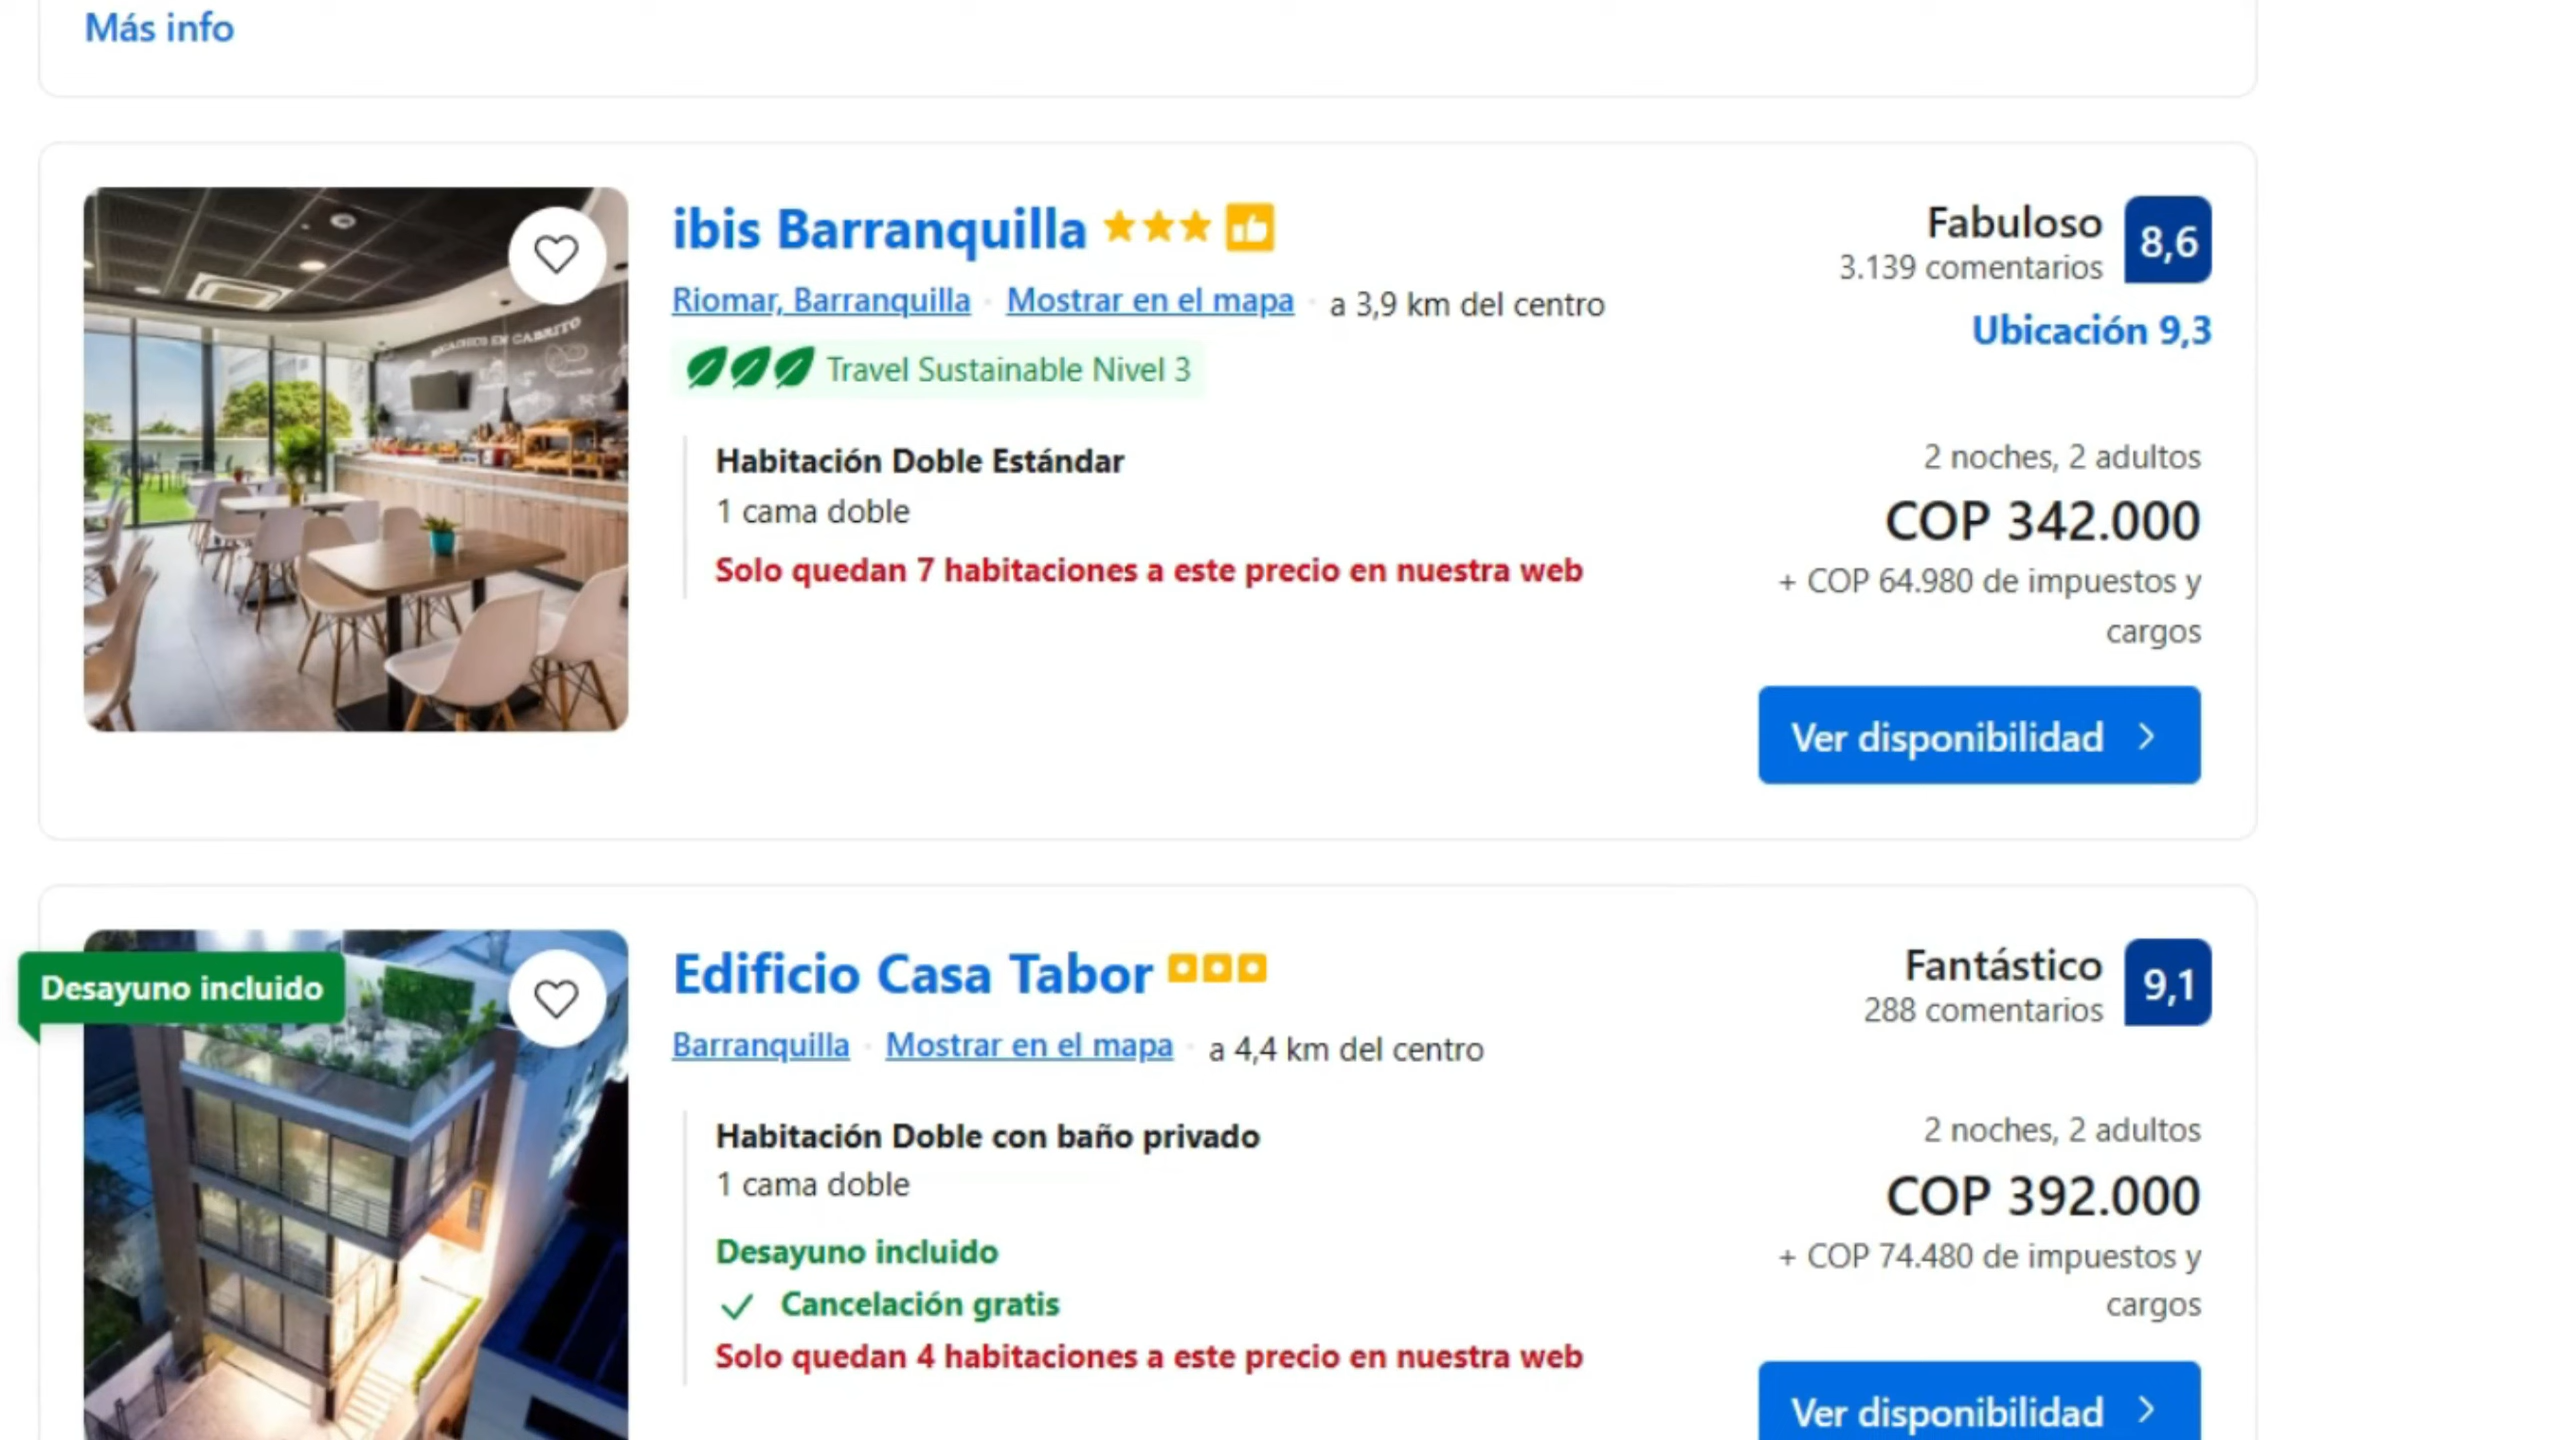 Más info
ibis Barranquilla
Fabuloso
3.139 comentarios
8,6
Riomar, Barranquilla · Mostrar en el mapa · a 3,9 km del centro
Ubicación 9,3
Travel Sustainable Nivel 3
Habitación Doble Estándar
1 cama doble
Solo quedan 7 habitaciones a este precio en nuestra web
2 noches, 2 adultos
COP 342.000
+ COP 64.980 de impuestos y
cargos
Ver disponibilidad
Desayuno incluido
Edificio Casa Tabor
Fantástico
288 comentarios
9,1
Barranquilla · Mostrar en el mapa · a 4,4 km del centro
Habitación Doble con baño privado
1 cama doble
Desayuno incluido
Cancelación gratis
Solo quedan 4 habitaciones a este precio en nuestra web
2 noches, 2 adultos
COP 392.000
+ COP 74.480 de impuestos y
cargos
Ver disponibilidad